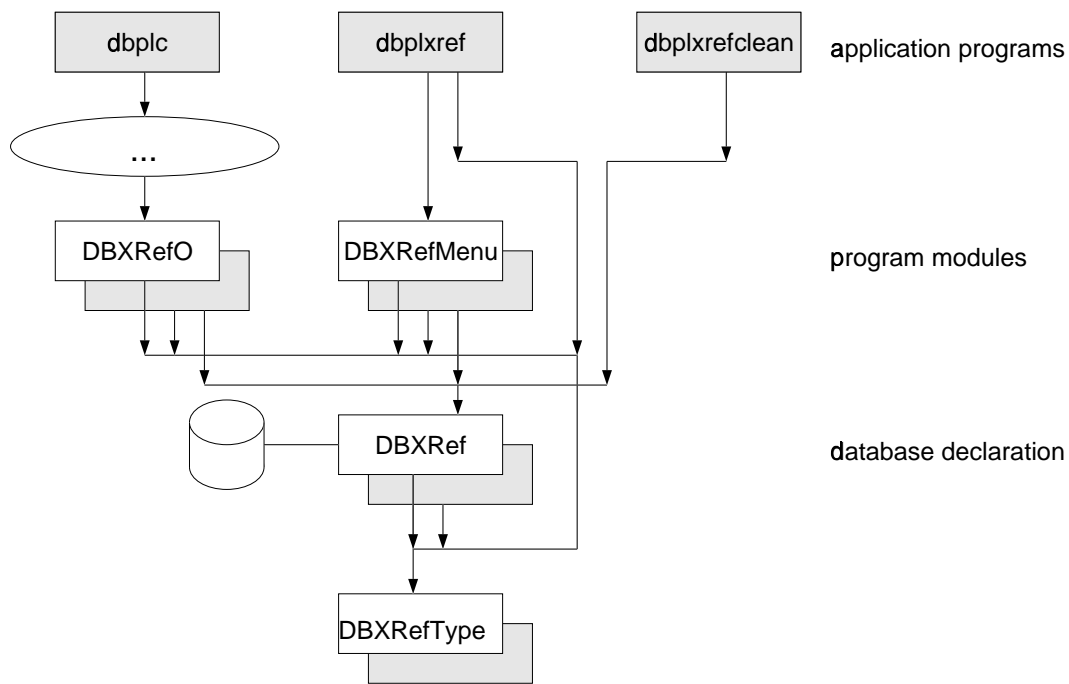 dbplc
dbplxref
dbplxrefclean
application programs
...
DBXRefO
DBXRefMenu
program modules
DBXRef
database declaration
DBXRefType